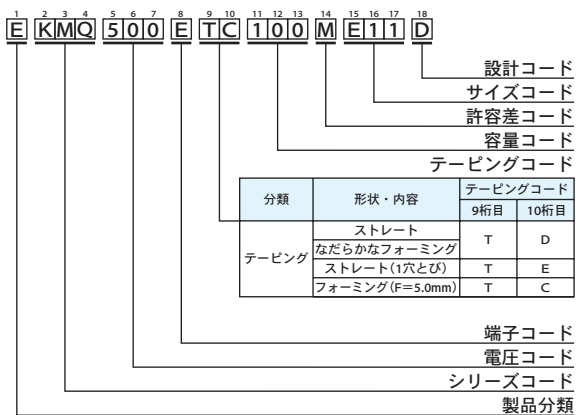 1 2 3 4 5 6 7 8 9 10 11 12 13 14 15 16 17 18
E KMQ 500 E TC 100 M E11 D
設計コード
サイズコード
許容差コード
容量コード
テーピングコード
分類 形状・内容 テーピングコード
9桁目 10桁目
テーピング ストレート T D
なだらかなフォーミング
ストレート(1穴とび) T E
フォーミング(F=5.0mm) T C
端子コード
電圧コード
シリーズコード
製品分類